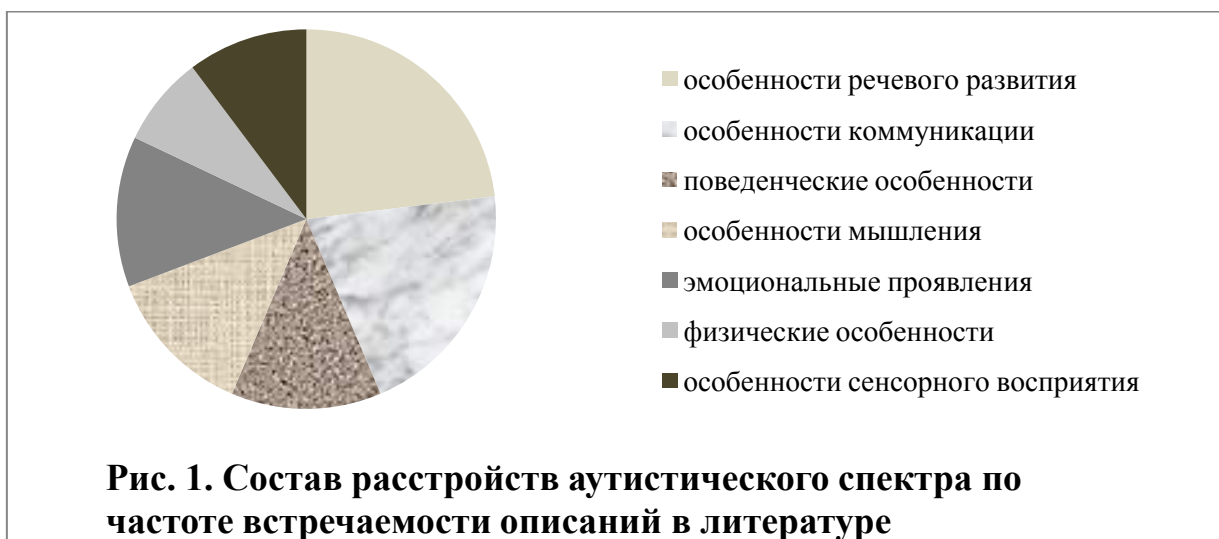 особенности речевого развития
особенности коммуникации
поведенческие особенности
особенности мышления
эмоциональные проявления
физические особенности
особенности сенсорного восприятия
Рис. 1. Состав расстройств аутистического спектра по
частоте встречаемости описаний в литературе